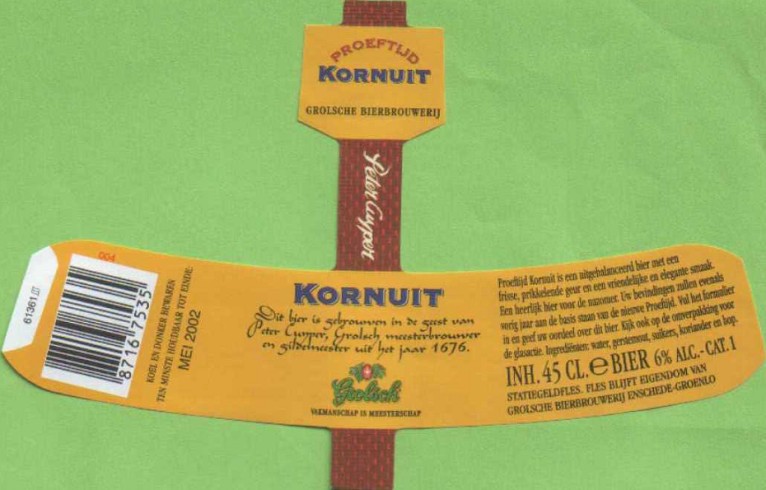 PROEFTIJD
KORNUIT
GROLSCHE BIERBROUWERIJ
Peter Cuyper
61361
004
8716 7535
KOEL EN DONKER BEWAREN
TEN MINSTE HOUDBAAR TOT EINDE:
MEI 2002
KORNUIT
Dit bier is gebrouwen in de geest van
Peter Cuyper, Grolsch meesterbrouwer
en gildemeester uit het jaar 1676.
Grolsch
VAKMANSCHAP IS MEESTERSCHAP
Proeftijd Kornuit is een uitgebalanceerd bier met een
frisse, prikkelende geur en een vriendelijke en elegante smaak.
Een heerlijk bier voor de nazomer. Uw bevindingen zullen evenals
vorig jaar aan de basis staan van de nieuwe Proeftijd. Vul het formulier
in en geef uw oordeel over dit bier. Kijk ook op de omverpakking voor
de glasactie. Ingrediënten: water, gerstemout, suikers, koriander en hop.
INH. 45 CL. e BIER 6% ALC. - CAT. 1
STATIEGELDFLES. FLES BLIJFT EIGENDOM VAN
GROLSCHE BIERBROUWERIJ ENSCHEDE-GROENLO